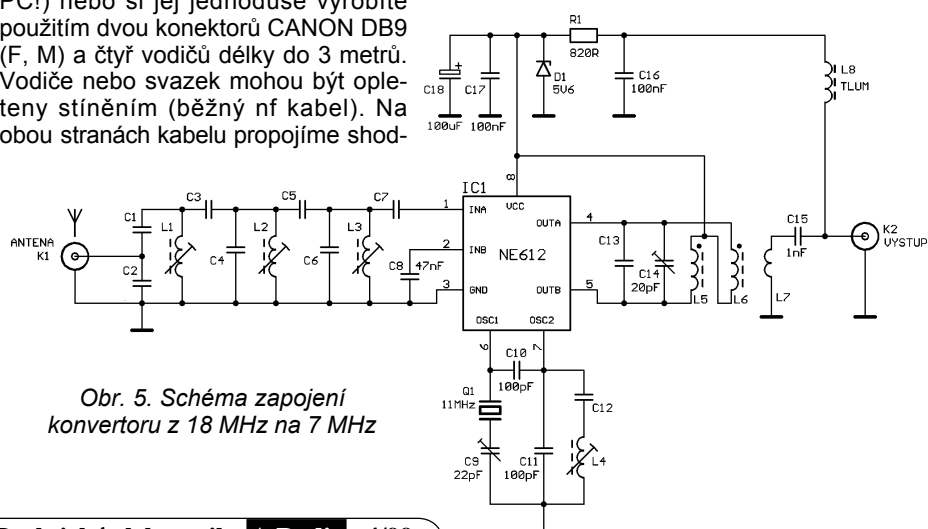 PC!) nebo si jej jednoduše vyrobíte
použitím dvou konektorů CANON DB9
(F, M) a čtyř vodičů délky do 3 metrů.
Vodiče nebo svazek mohou být ople-
teny stíněním (běžný nf kabel). Na
obou stranách kabelu propojíme shod-
R1
820R
C18
100uF
C17
100nF
D1
5V6
C16
100nF
L8
TLUM
IC1
8
VCC
INA
INB
GND
NE612
OUTA
OUTB
OSC1
OSC2
1
2
3
4
5
6
7
ANTENA
K1
C1
C2
L1
C3
C4
L2
C5
C6
L3
C7
C8
47nF
C13
C14
20pF
L5
L6
L7
C15
1nF
K2
VYSTUP
C10
100pF
Q1
11MHz
C9
22pF
C11
100pF
C12
L4
Obr. 5. Schéma zapojení
konvertoru z 18 MHz na 7 MHz